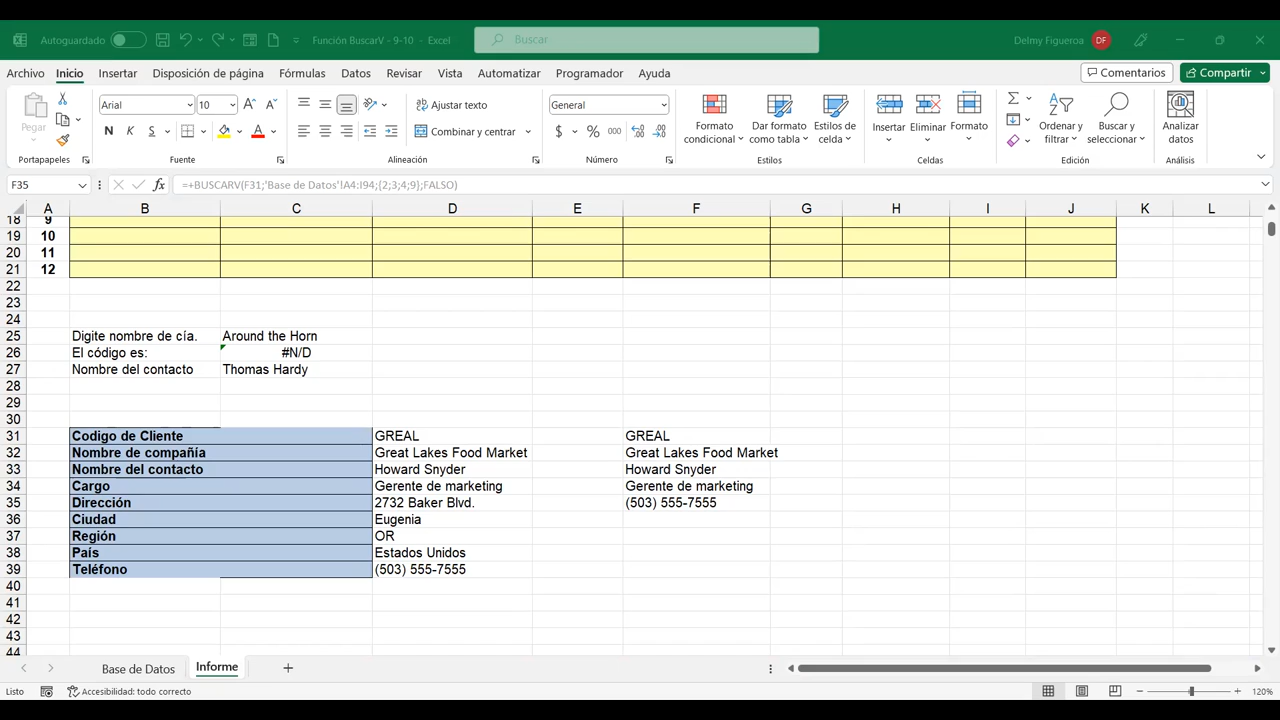 Autoguardado Función BuscarV - 9-10 - Excel Buscar Delmy Figueroa DF
Archivo Inicio Insertar Disposición de página Fórmulas Datos Revisar Vista Automatizar Programador Ayuda Comentarios Compartir
Pegar Arial 10 A A Ajustar texto General Formato condicional Dar formato como tabla Estilos de celda Insertar Eliminar Formato Ordenar y filtrar Buscar y seleccionar Analizar datos
N K S A Combinar y centrar $ % 000
Portapapeles Fuente Alineación Número Estilos Celdas Edición Análisis
F35 fx =+BUSCARV(F31;'Base de Datos'!A4:I94;{2;3;4;9};FALSO)
A B C D E F G H I J K L
18 9
19 10
20 11
21 12
22
23
24
25 Digite nombre de cía. Around the Horn
26 El código es: #N/D
27 Nombre del contacto Thomas Hardy
28
29
30
31 Codigo de Cliente GREAL GREAL
32 Nombre de compañía Great Lakes Food Market Great Lakes Food Market
33 Nombre del contacto Howard Snyder Howard Snyder
34 Cargo Gerente de marketing Gerente de marketing
35 Dirección 2732 Baker Blvd. (503) 555-7555
36 Ciudad Eugenia
37 Región OR
38 País Estados Unidos
39 Teléfono (503) 555-7555
40
41
42
43
44
Base de Datos Informe
Listo Accesibilidad: todo correcto 120%